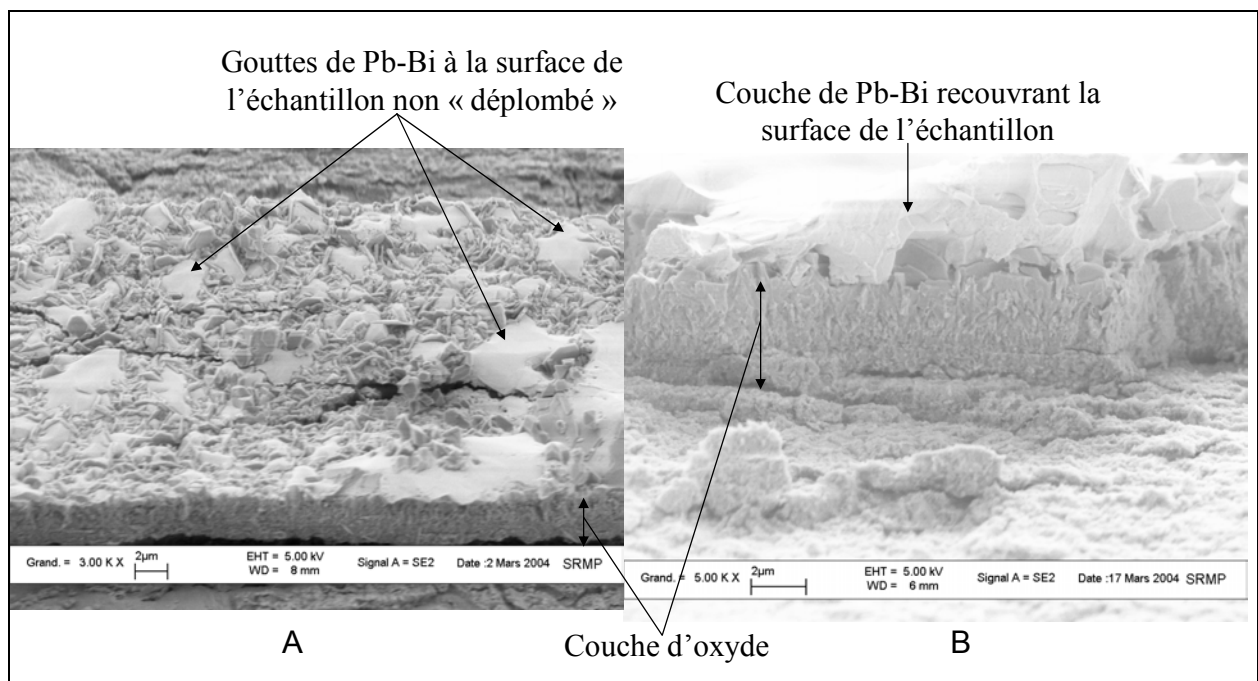 Gouttes de Pb-Bi à la surface de
l’échantillon non « déplombé »
Couche de Pb-Bi recouvrant la
surface de l’échantillon
Grand. = 3.00 K X 2µm EHT = 5.00 kV Signal A = SE2 Date :2 Mars 2004 SRMP
WD = 8 mm
Grand. = 5.00 K X 2µm EHT = 5.00 kV Signal A = SE2 Date :17 Mars 2004 SRMP
WD = 6 mm
A
Couche d’oxyde
B